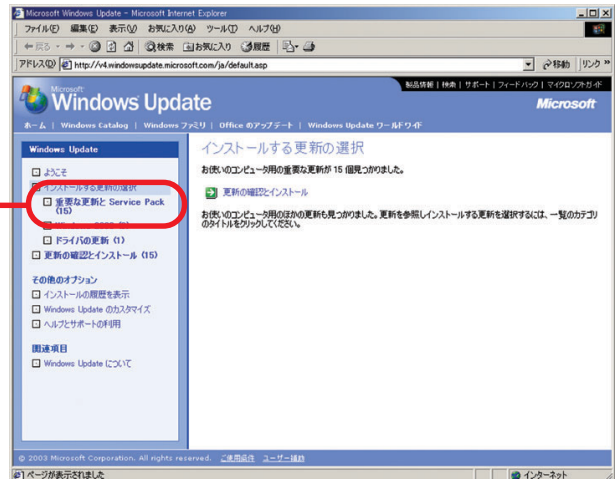 Microsoft Windows Update - Microsoft Internet Explorer
ファイル(F) 編集(E) 表示(V) お気に入り(A) ツール(T) ヘルプ(H)
戻る 検索 お気に入り 履歴
アドレス(D) http://v4.windowsupdate.microsoft.com/ja/default.asp 移動 リンク »
製品情報 | 検索 | サポート | フィードバック | マイクロソフト ガイド
Microsoft
Windows Update
Microsoft
ホーム | Windows Catalog | Windows ファミリ | Office のアップデート | Windows Update ワールドワイド
Windows Update
ようこそ
インストールする更新の選択
重要な更新と Service Pack
(15)
ドライバの更新 (1)
更新の確認とインストール (15)
その他のオプション
インストールの履歴を表示
Windows Update のカスタマイズ
ヘルプとサポートの利用
関連項目
Windows Update について
インストールする更新の選択
お使いのコンピュータ用の重要な更新が 15 個見つかりました。
更新の確認とインストール
お使いのコンピュータ用のほかの更新も見つかりました。更新を参照しインストールする更新を選択するには、一覧のカテゴリ
のタイトルをクリックしてください。
© 2003 Microsoft Corporation. All rights reserved. ご使用条件 ユーザー補助
ページが表示されました
インターネット